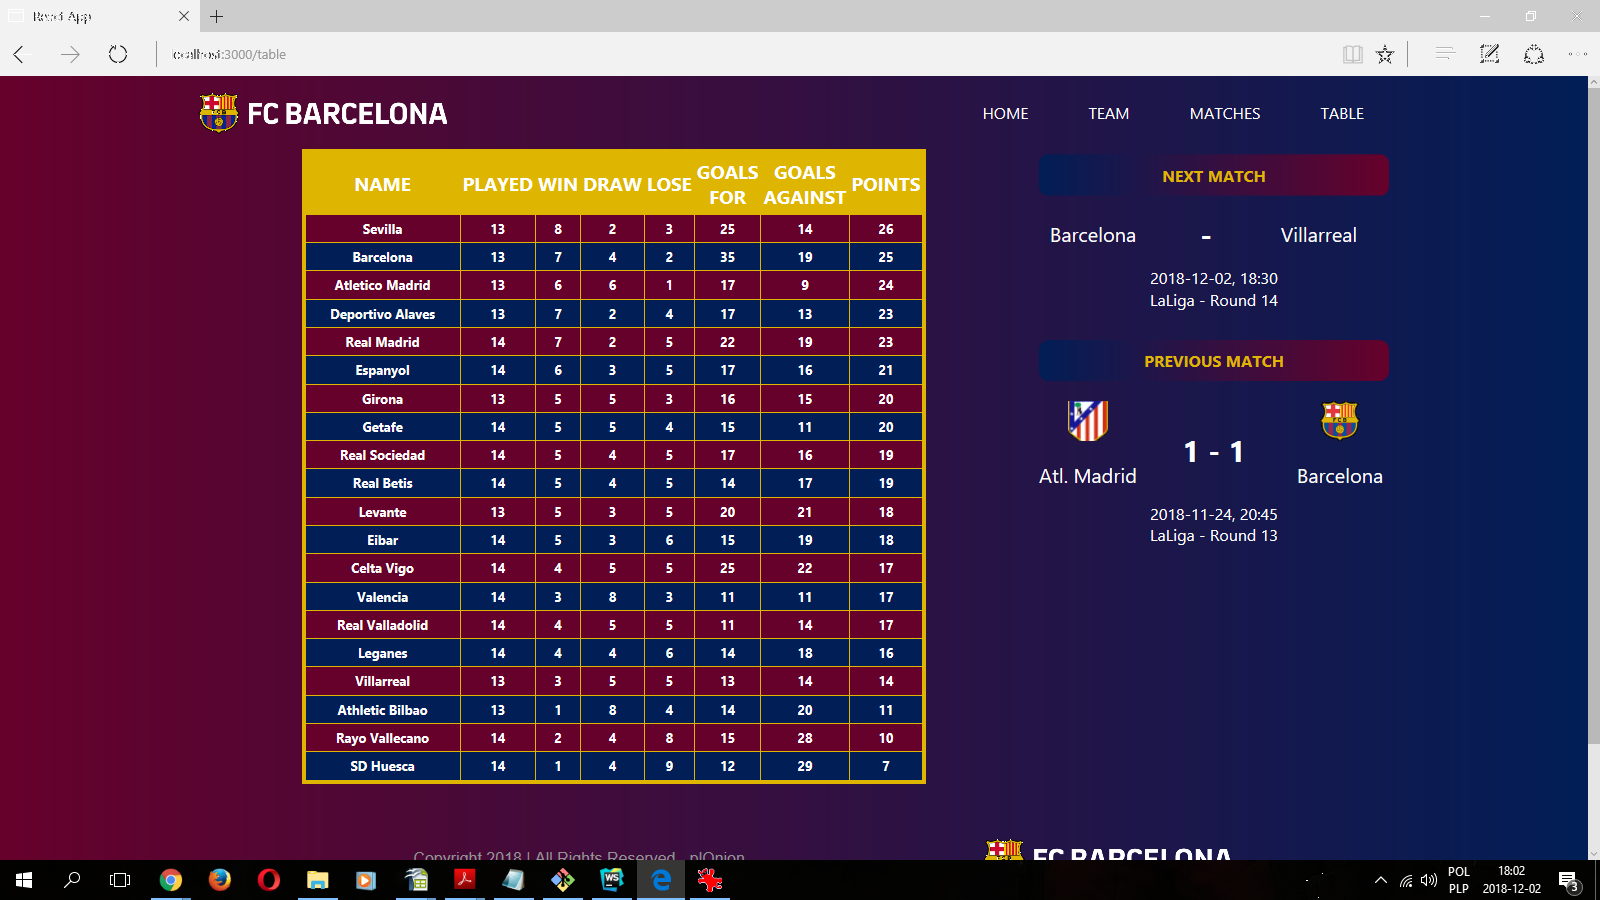 React App
localhost:3000/table
FC BARCELONA
HOME TEAM MATCHES TABLE
NAME PLAYED WIN DRAW LOSE GOALS FOR GOALS AGAINST POINTS
Sevilla 13 8 2 3 25 14 26
Barcelona 13 7 4 2 35 19 25
Atletico Madrid 13 6 6 1 17 9 24
Deportivo Alaves 13 7 2 4 17 13 23
Real Madrid 14 7 2 5 22 19 23
Espanyol 14 6 3 5 17 16 21
Girona 13 5 5 3 16 15 20
Getafe 14 5 5 4 15 11 20
Real Sociedad 14 5 4 5 17 16 19
Real Betis 14 5 4 5 14 17 19
Levante 13 5 3 5 20 21 18
Eibar 14 5 3 6 15 19 18
Celta Vigo 14 4 5 5 25 22 17
Valencia 14 3 8 3 11 11 17
Real Valladolid 14 4 5 5 11 14 17
Leganes 14 4 4 6 14 18 16
Villarreal 13 3 5 5 13 14 14
Athletic Bilbao 13 1 8 4 14 20 11
Rayo Vallecano 14 2 4 8 15 28 10
SD Huesca 14 1 4 9 12 29 7
NEXT MATCH
Barcelona - Villarreal
2018-12-02, 18:30
LaLiga - Round 14
PREVIOUS MATCH
1 - 1
Atl. Madrid Barcelona
2018-11-24, 20:45
LaLiga - Round 13
Copyright 2018 | All Rights Reserved - plOnion
FC BARCELONA
POL
PLP
18:02
2018-12-02
3